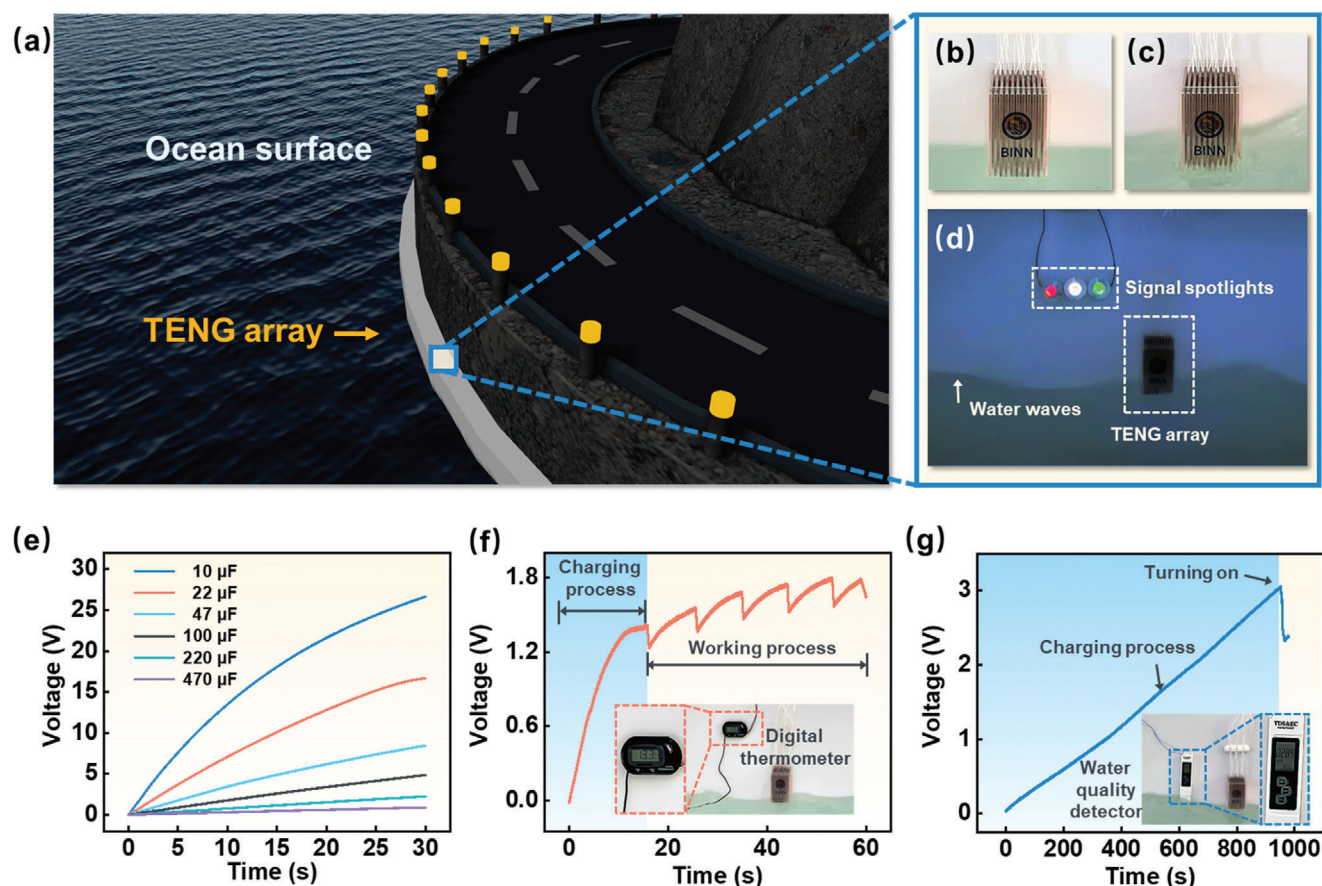 (a)
Ocean surface
TENG array
(b)
BINN
(c)
BINN
(d)
Signal spotlights
Water waves
TENG array
(e)
Voltage (V)
30
25
20
15
10
5
0
10 μF
22 μF
47 μF
100 μF
220 μF
470 μF
0 5 10 15 20 25 30
Time (s)
(f)
Voltage (V)
1.8
1.2
0.6
0.0
Charging
process
Working process
Digital
thermometer
0 20 40 60
Time (s)
(g)
Voltage (V)
3
2
1
0
Turning on
Charging process
Water
quality
detector
TDS&EC
0 200 400 600 800 1000
Time (s)